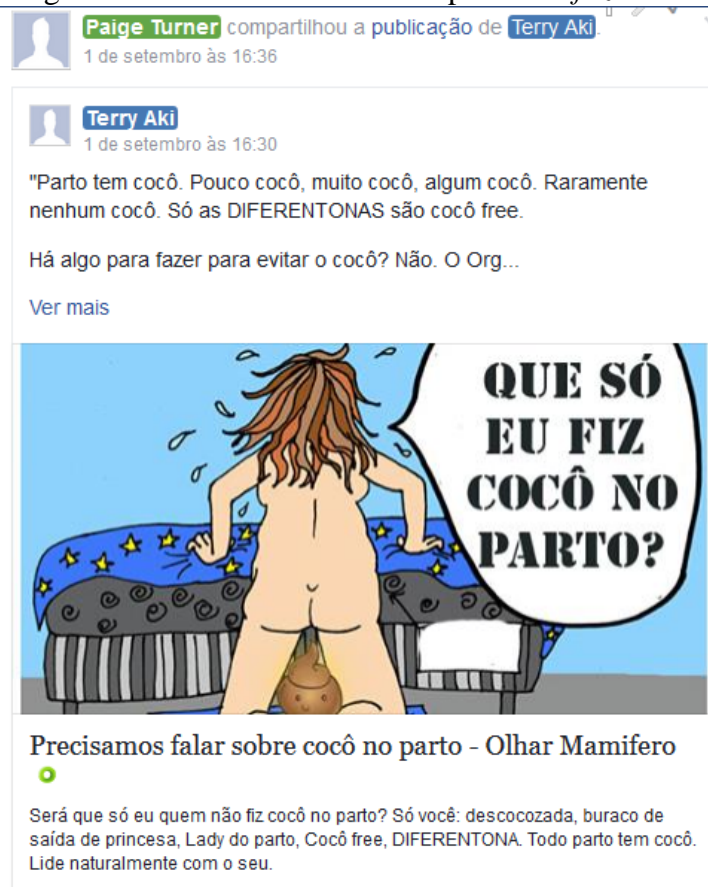 Paige Turner compartilhou a publicação de Terry Aki.
1 de setembro às 16:36
Terry Aki
1 de setembro às 16:30
"Parto tem cocô. Pouco cocô, muito cocô, algum cocô. Raramente
nenhum cocô. Só as DIFERENTONAS são cocô free.
Há algo para fazer para evitar o cocô? Não. O Org...
Ver mais
QUE SÓ
EU FIZ
COCÔ NO
PARTO?
Precisamos falar sobre cocô no parto - Olhar Mamifero
Será que só eu quem não fiz cocô no parto? Só você: descocozada, buraco de
saída de princesa, Lady do parto, Cocô free, DIFERENTONA. Todo parto tem cocô.
Lide naturalmente com o seu.